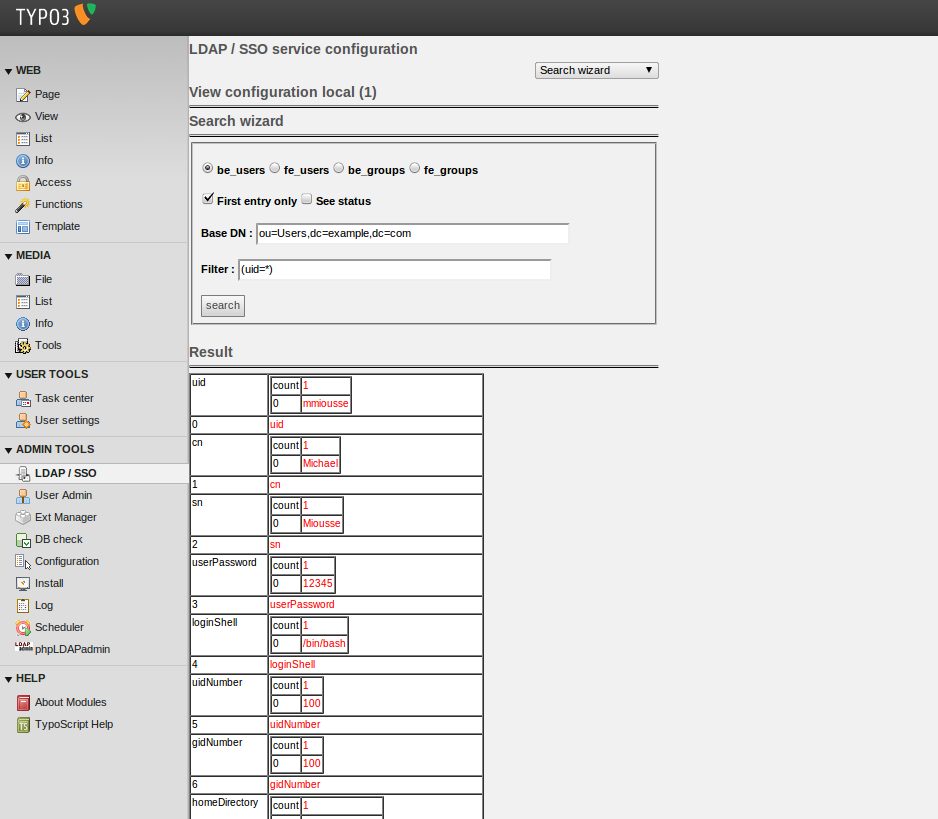 TYPO3
WEB
Page
View
List
Info
Access
Functions
Template
MEDIA
File
List
Info
Tools
USER TOOLS
Task center
User settings
ADMIN TOOLS
LDAP / SSO
User Admin
Ext Manager
DB check
Configuration
Install
Log
Scheduler
LDAP admin phpLDAPadmin
HELP
About Modules
TypoScript Help
LDAP / SSO service configuration
Search wizard
View configuration local (1)
Search wizard
be_users fe_users be_groups fe_groups
First entry only See status
Base DN : ou=Users,dc=example,dc=com
Filter : (uid=*)
search
Result
uid count 1
0 mmiousse
0 uid
cn count 1
0 Michael
1 cn
sn count 1
0 Miousse
2 sn
userPassword count 1
0 12345
3 userPassword
loginShell count 1
0 /bin/bash
4 loginShell
uidNumber count 1
0 100
5 uidNumber
gidNumber count 1
0 100
6 gidNumber
homeDirectory count 1